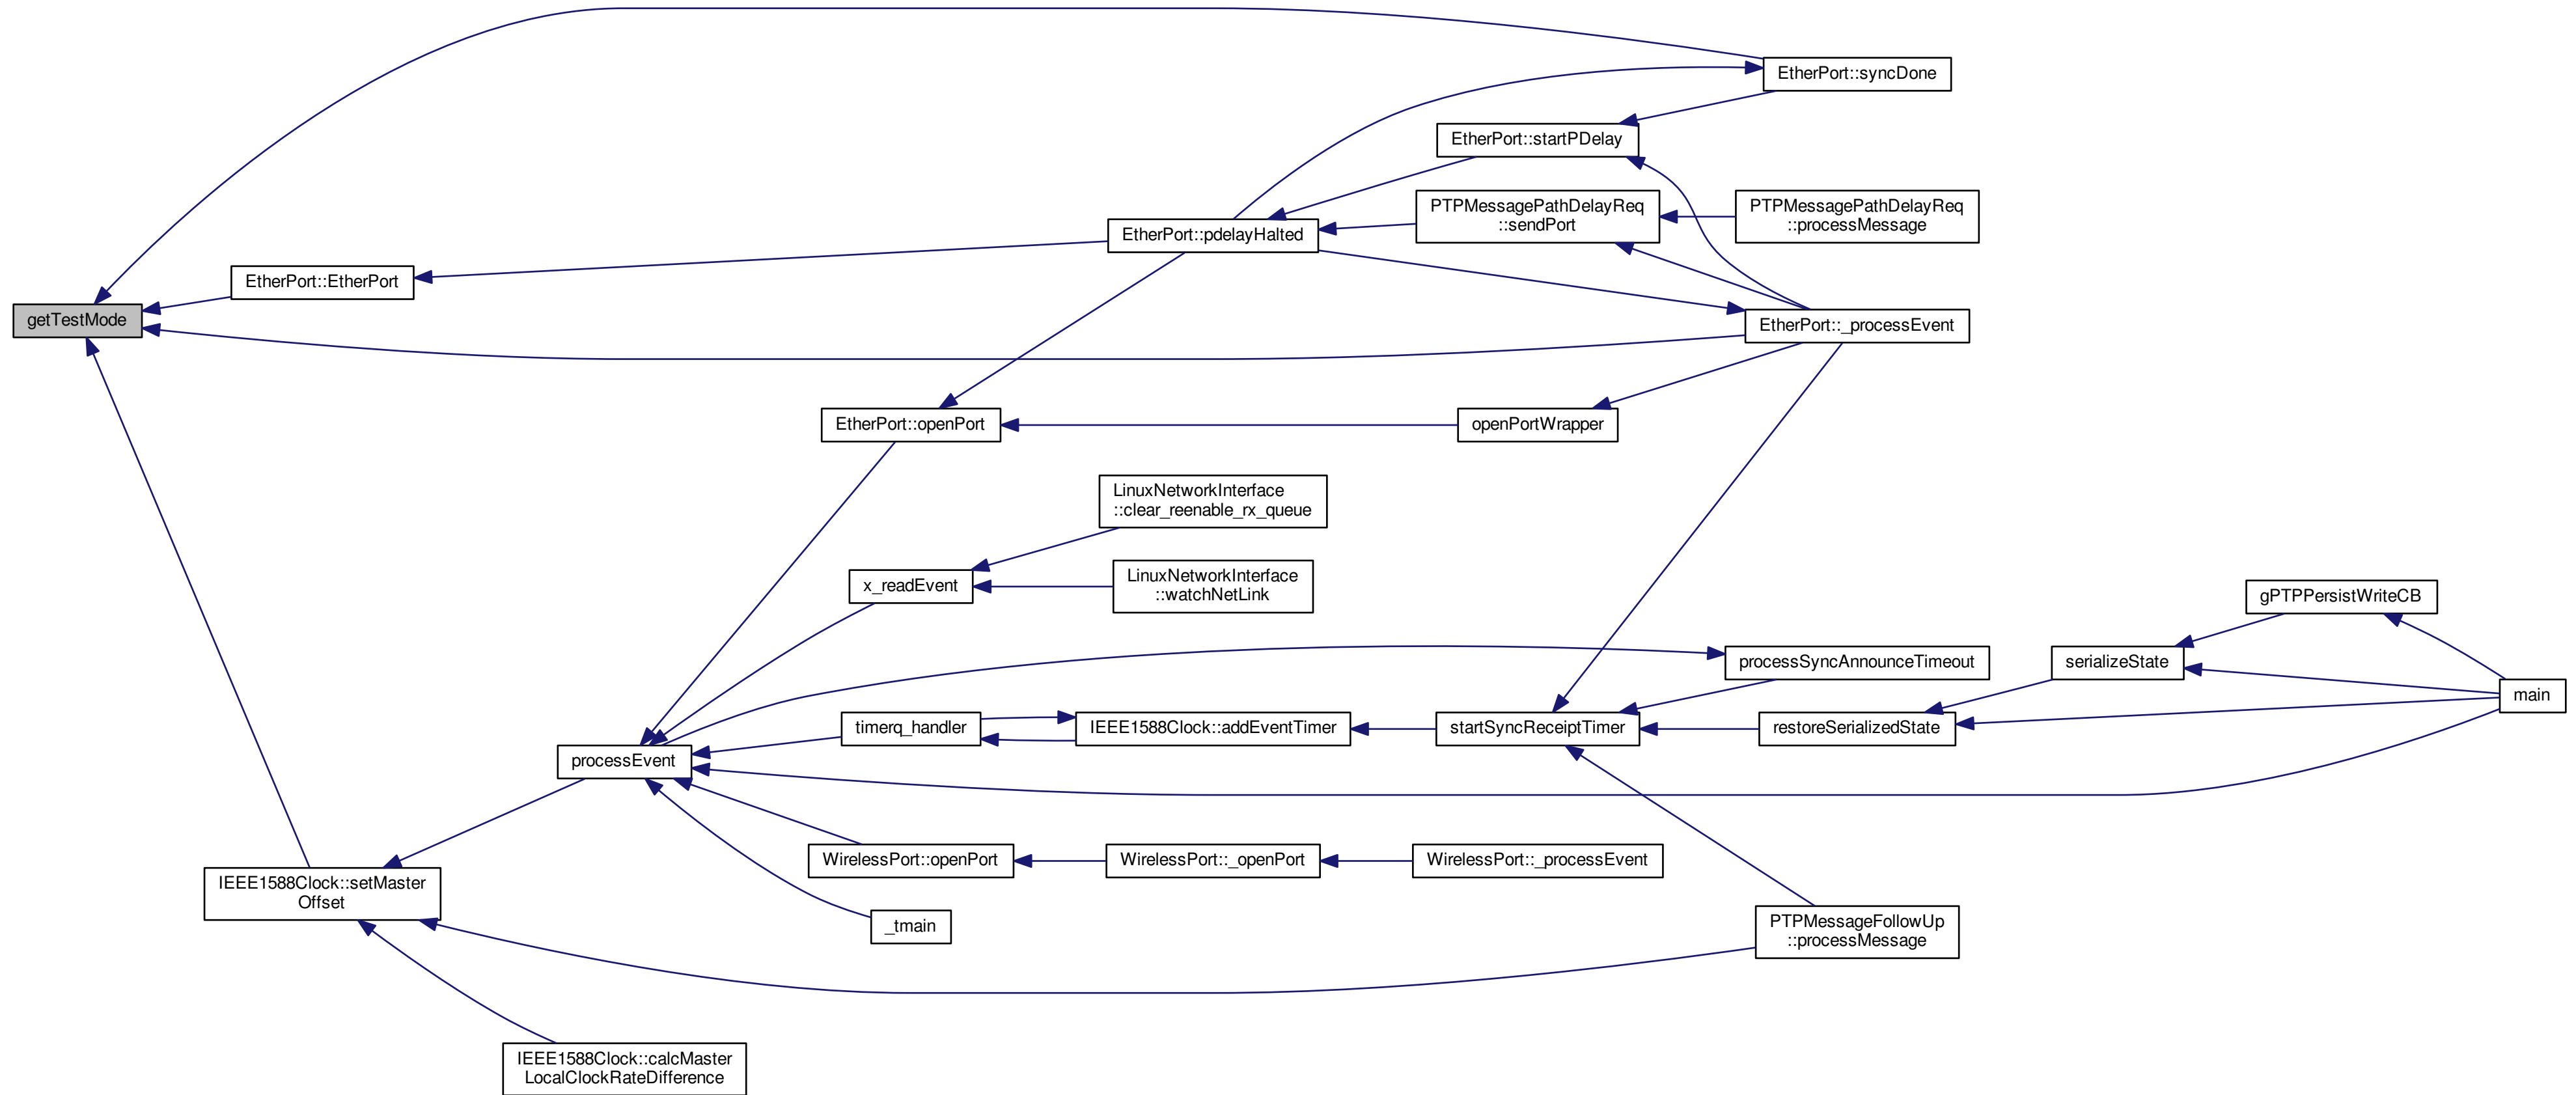 EtherPort::syncDone
EtherPort::startPDelay
PTPMessagePathDelayReq
::sendPort
PTPMessagePathDelayReq
::processMessage
EtherPort::pdelayHalted
EtherPort::EtherPort
getTestMode
EtherPort::_processEvent
EtherPort::openPort
openPortWrapper
LinuxNetworkInterface
::clear_reenable_rx_queue
x_readEvent
LinuxNetworkInterface
::watchNetLink
gPTPPersistWriteCB
processSyncAnnounceTimeout
serializeState
main
timerq_handler
IEEE1588Clock::addEventTimer
startSyncReceiptTimer
restoreSerializedState
processEvent
WirelessPort::openPort
WirelessPort::_openPort
WirelessPort::_processEvent
IEEE1588Clock::setMaster
Offset
_tmain
PTPMessageFollowUp
::processMessage
IEEE1588Clock::calcMaster
LocalClockRateDifference